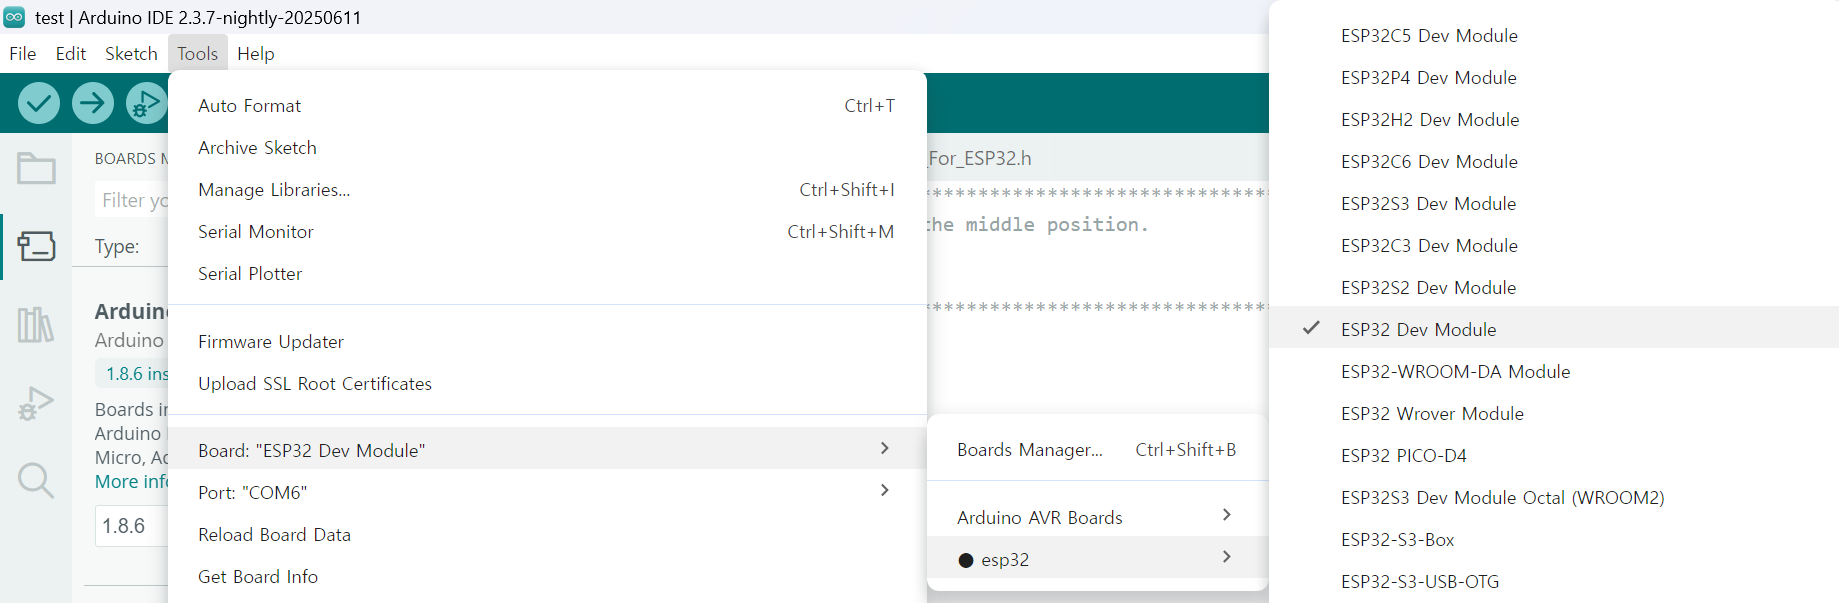 test | Arduino IDE 2.3.7-nightly-20250611
File Edit Sketch Tools Help
Auto Format Ctrl+T
Archive Sketch
Manage Libraries... Ctrl+Shift+I
Serial Monitor Ctrl+Shift+M
Serial Plotter
Firmware Updater
Upload SSL Root Certificates
Board: "ESP32 Dev Module"
Port: "COM6"
Reload Board Data
Get Board Info
BOARDS M
Filter yo
Type:
Arduin
Arduino
1.8.6 ins
Boards in
Arduino
Micro, Ad
More info
1.8.6
_For_ESP32.h
******************************
the middle position.
******************************
Boards Manager... Ctrl+Shift+B
Arduino AVR Boards
esp32
ESP32C5 Dev Module
ESP32P4 Dev Module
ESP32H2 Dev Module
ESP32C6 Dev Module
ESP32S3 Dev Module
ESP32C3 Dev Module
ESP32S2 Dev Module
ESP32 Dev Module
ESP32-WROOM-DA Module
ESP32 Wrover Module
ESP32 PICO-D4
ESP32S3 Dev Module Octal (WROOM2)
ESP32-S3-Box
ESP32-S3-USB-OTG